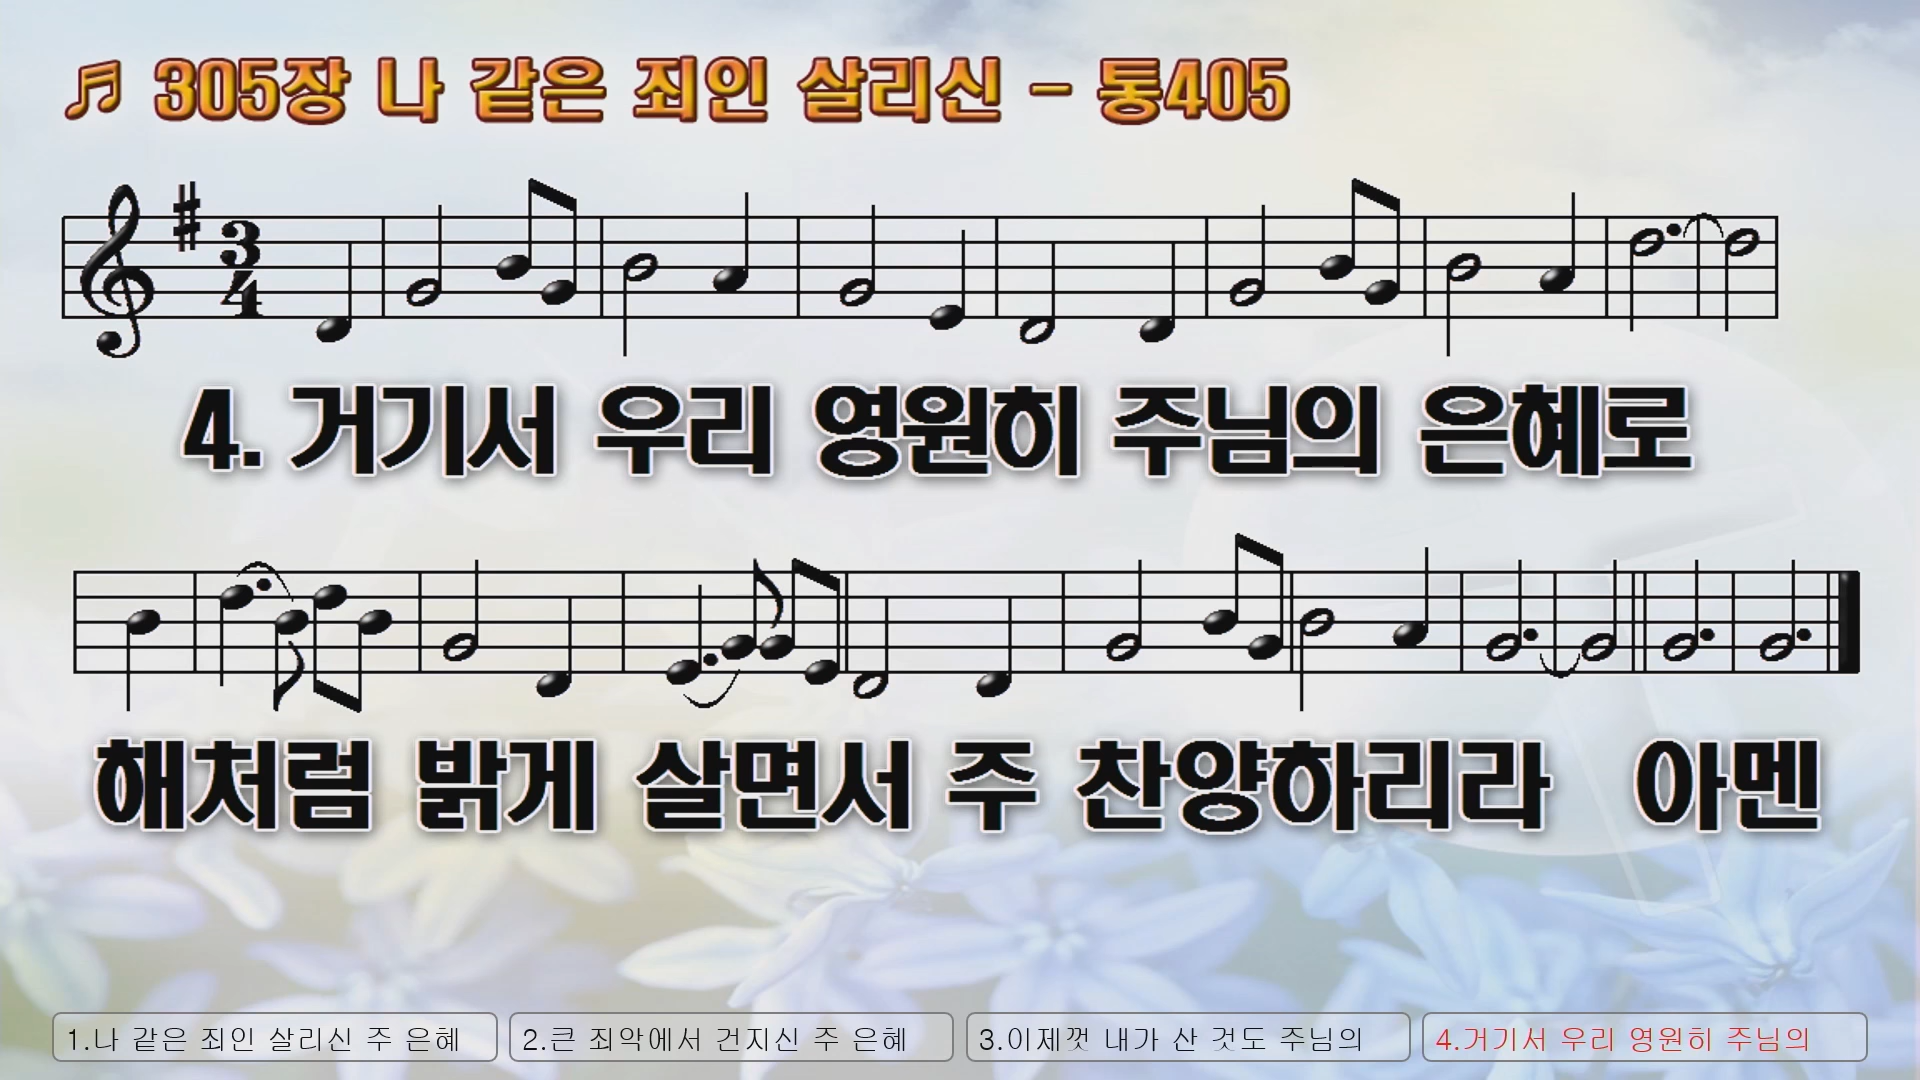 ♬ 305장 나 같은 죄인 살리신 - 통405
3
4
4. 거기서 우리 영원히 주님의 은혜로
해처럼 밝게 살면서 주 찬양하리라 아멘
1.나 같은 죄인 살리신 주 은혜
2.큰 죄악에서 건지신 주 은혜
3.이제껏 내가 산 것도 주님의
4.거기서 우리 영원히 주님의